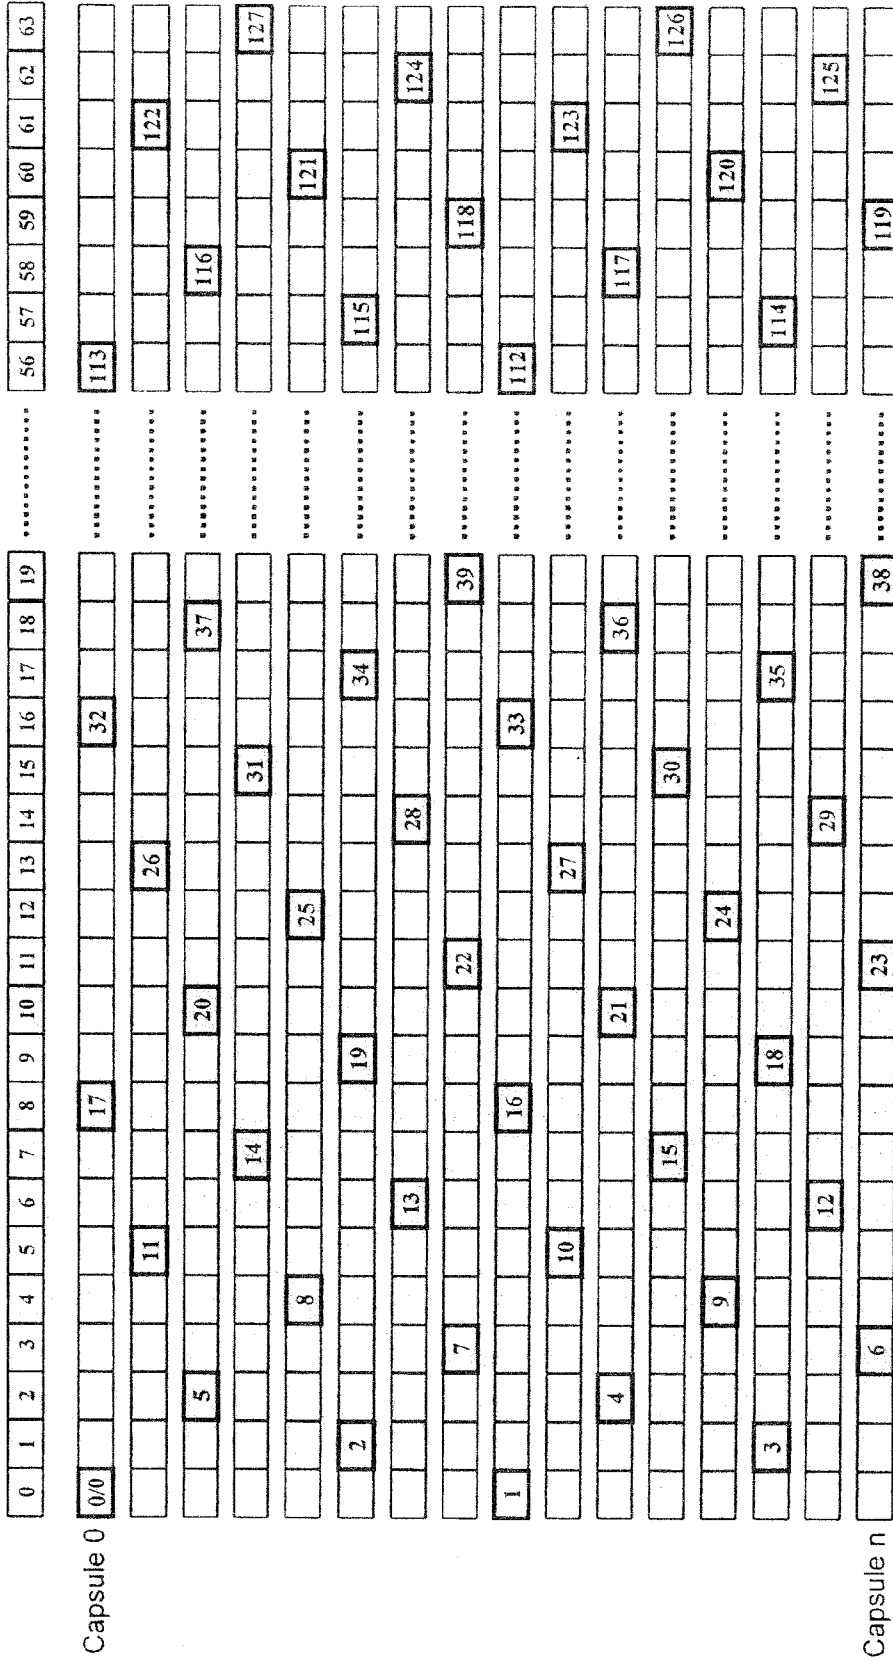 0 1 2 3 4 5 6 7 8 9 10 11 12 13 14 15 16 17 18 19 ............ 56 57 58 59 60 61 62 63
Capsule 0 0/0 17 32 ............ 113
11 26 ............ 122
5 20 37 ............ 116
14 31 ............ 127
8 25 ............ 121
2 19 34 ............ 115
13 28 ............ 124
7 22 39 ............ 118
1 16 33 ............ 112
10 27 ............ 123
4 21 36 ............ 117
15 30 ............ 126
9 24 ............ 120
3 18 35 ............ 114
12 29 ............ 125
Capsule n 6 23 38 ............ 119